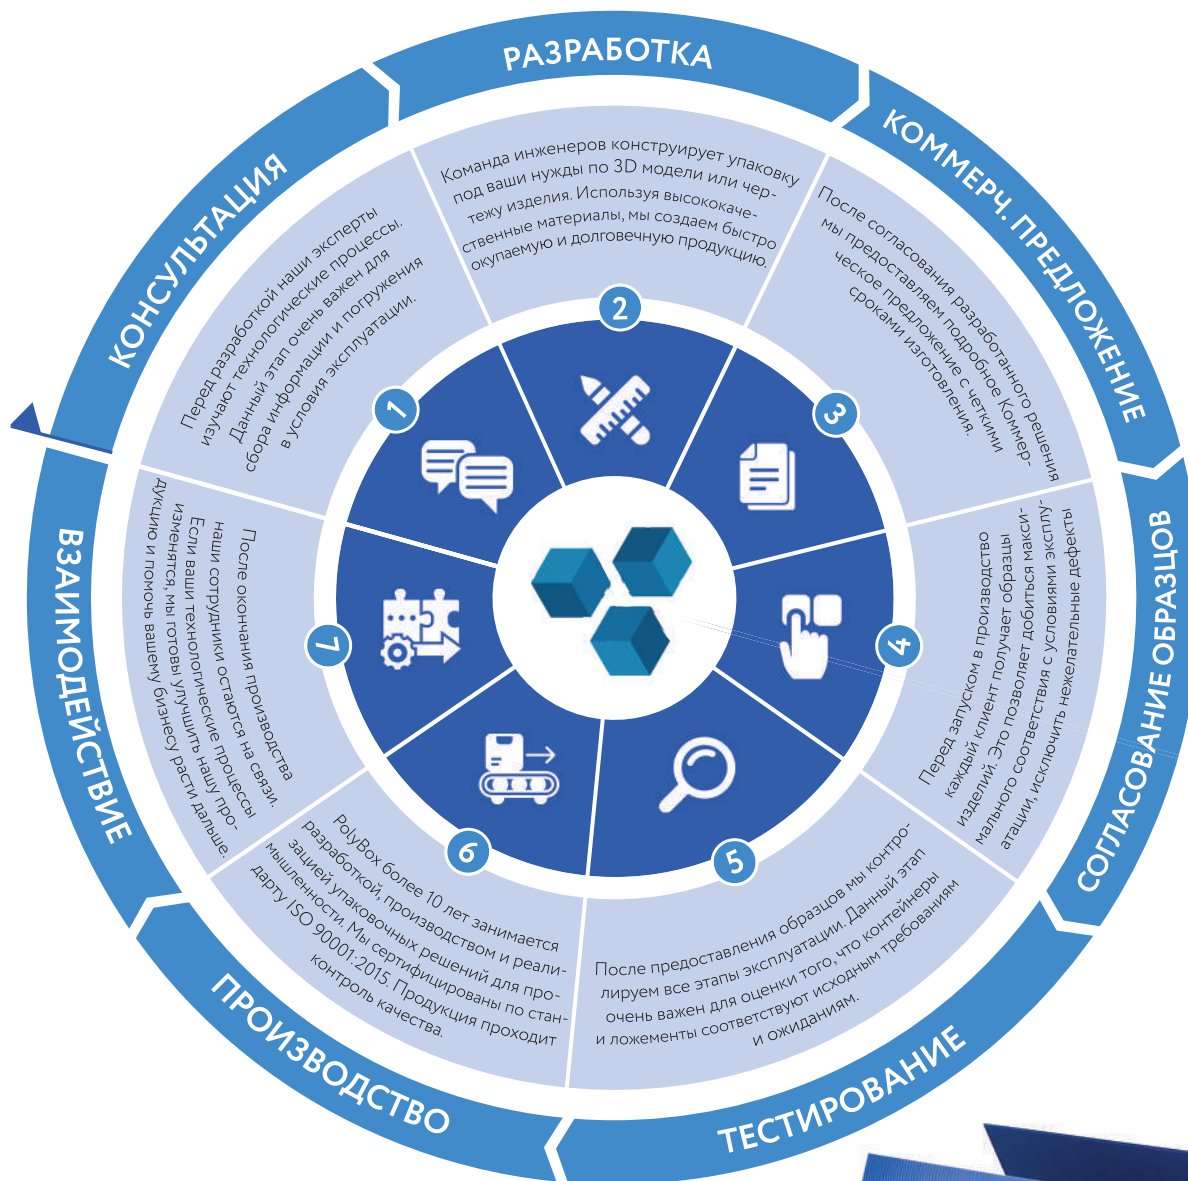 КОНСУЛЬТАЦИЯ
1
Перед разработкой наши эксперты
изучают технологические процессы.
Данный этап очень важен для
сбора информации и погружения
в условия эксплуатации.
РАЗРАБОТКА
2
Команда инженеров конструирует упаковку
под ваши нужды по 3D модели или чер-
тежу изделия. Используя высококаче-
ственные материалы, мы создаем быстро
окупаемую и долговечную продукцию.
КОММЕРЧ. ПРЕДЛОЖЕНИЕ
3
После согласования разработанного решения
мы предоставляем подробное Коммер-
ческое предложение с четкими
сроками изготовления.
СОГЛАСОВАНИЕ ОБРАЗЦОВ
4
Перед запуском в производство
каждый клиент получает образцы
изделий. Это позволяет добиться макси-
мального соответствия с условиями эксплу-
атации, исключить нежелательные дефекты
ТЕСТИРОВАНИЕ
5
После предоставления образцов мы контро-
лируем все этапы эксплуатации. Данный этап
очень важен для оценки того, что контейнеры
и ложементы соответствуют исходным требованиям
и ожиданиям.
ПРОИЗВОДСТВО
6
PolyBox более 10 лет занимается
разработкой, производством и реали-
зацией упаковочных решений для про-
мышленности. Мы сертифицированы по стан-
дарту ISO 90001:2015. Продукция проходит
контроль качества.
ВЗАИМОДЕЙСТВИЕ
7
После окончания производства
наши сотрудники остаются на связи.
Если ваши технологические процессы
изменятся, мы готовы улучшить нашу про-
дукцию и помочь вашему бизнесу расти дальше.